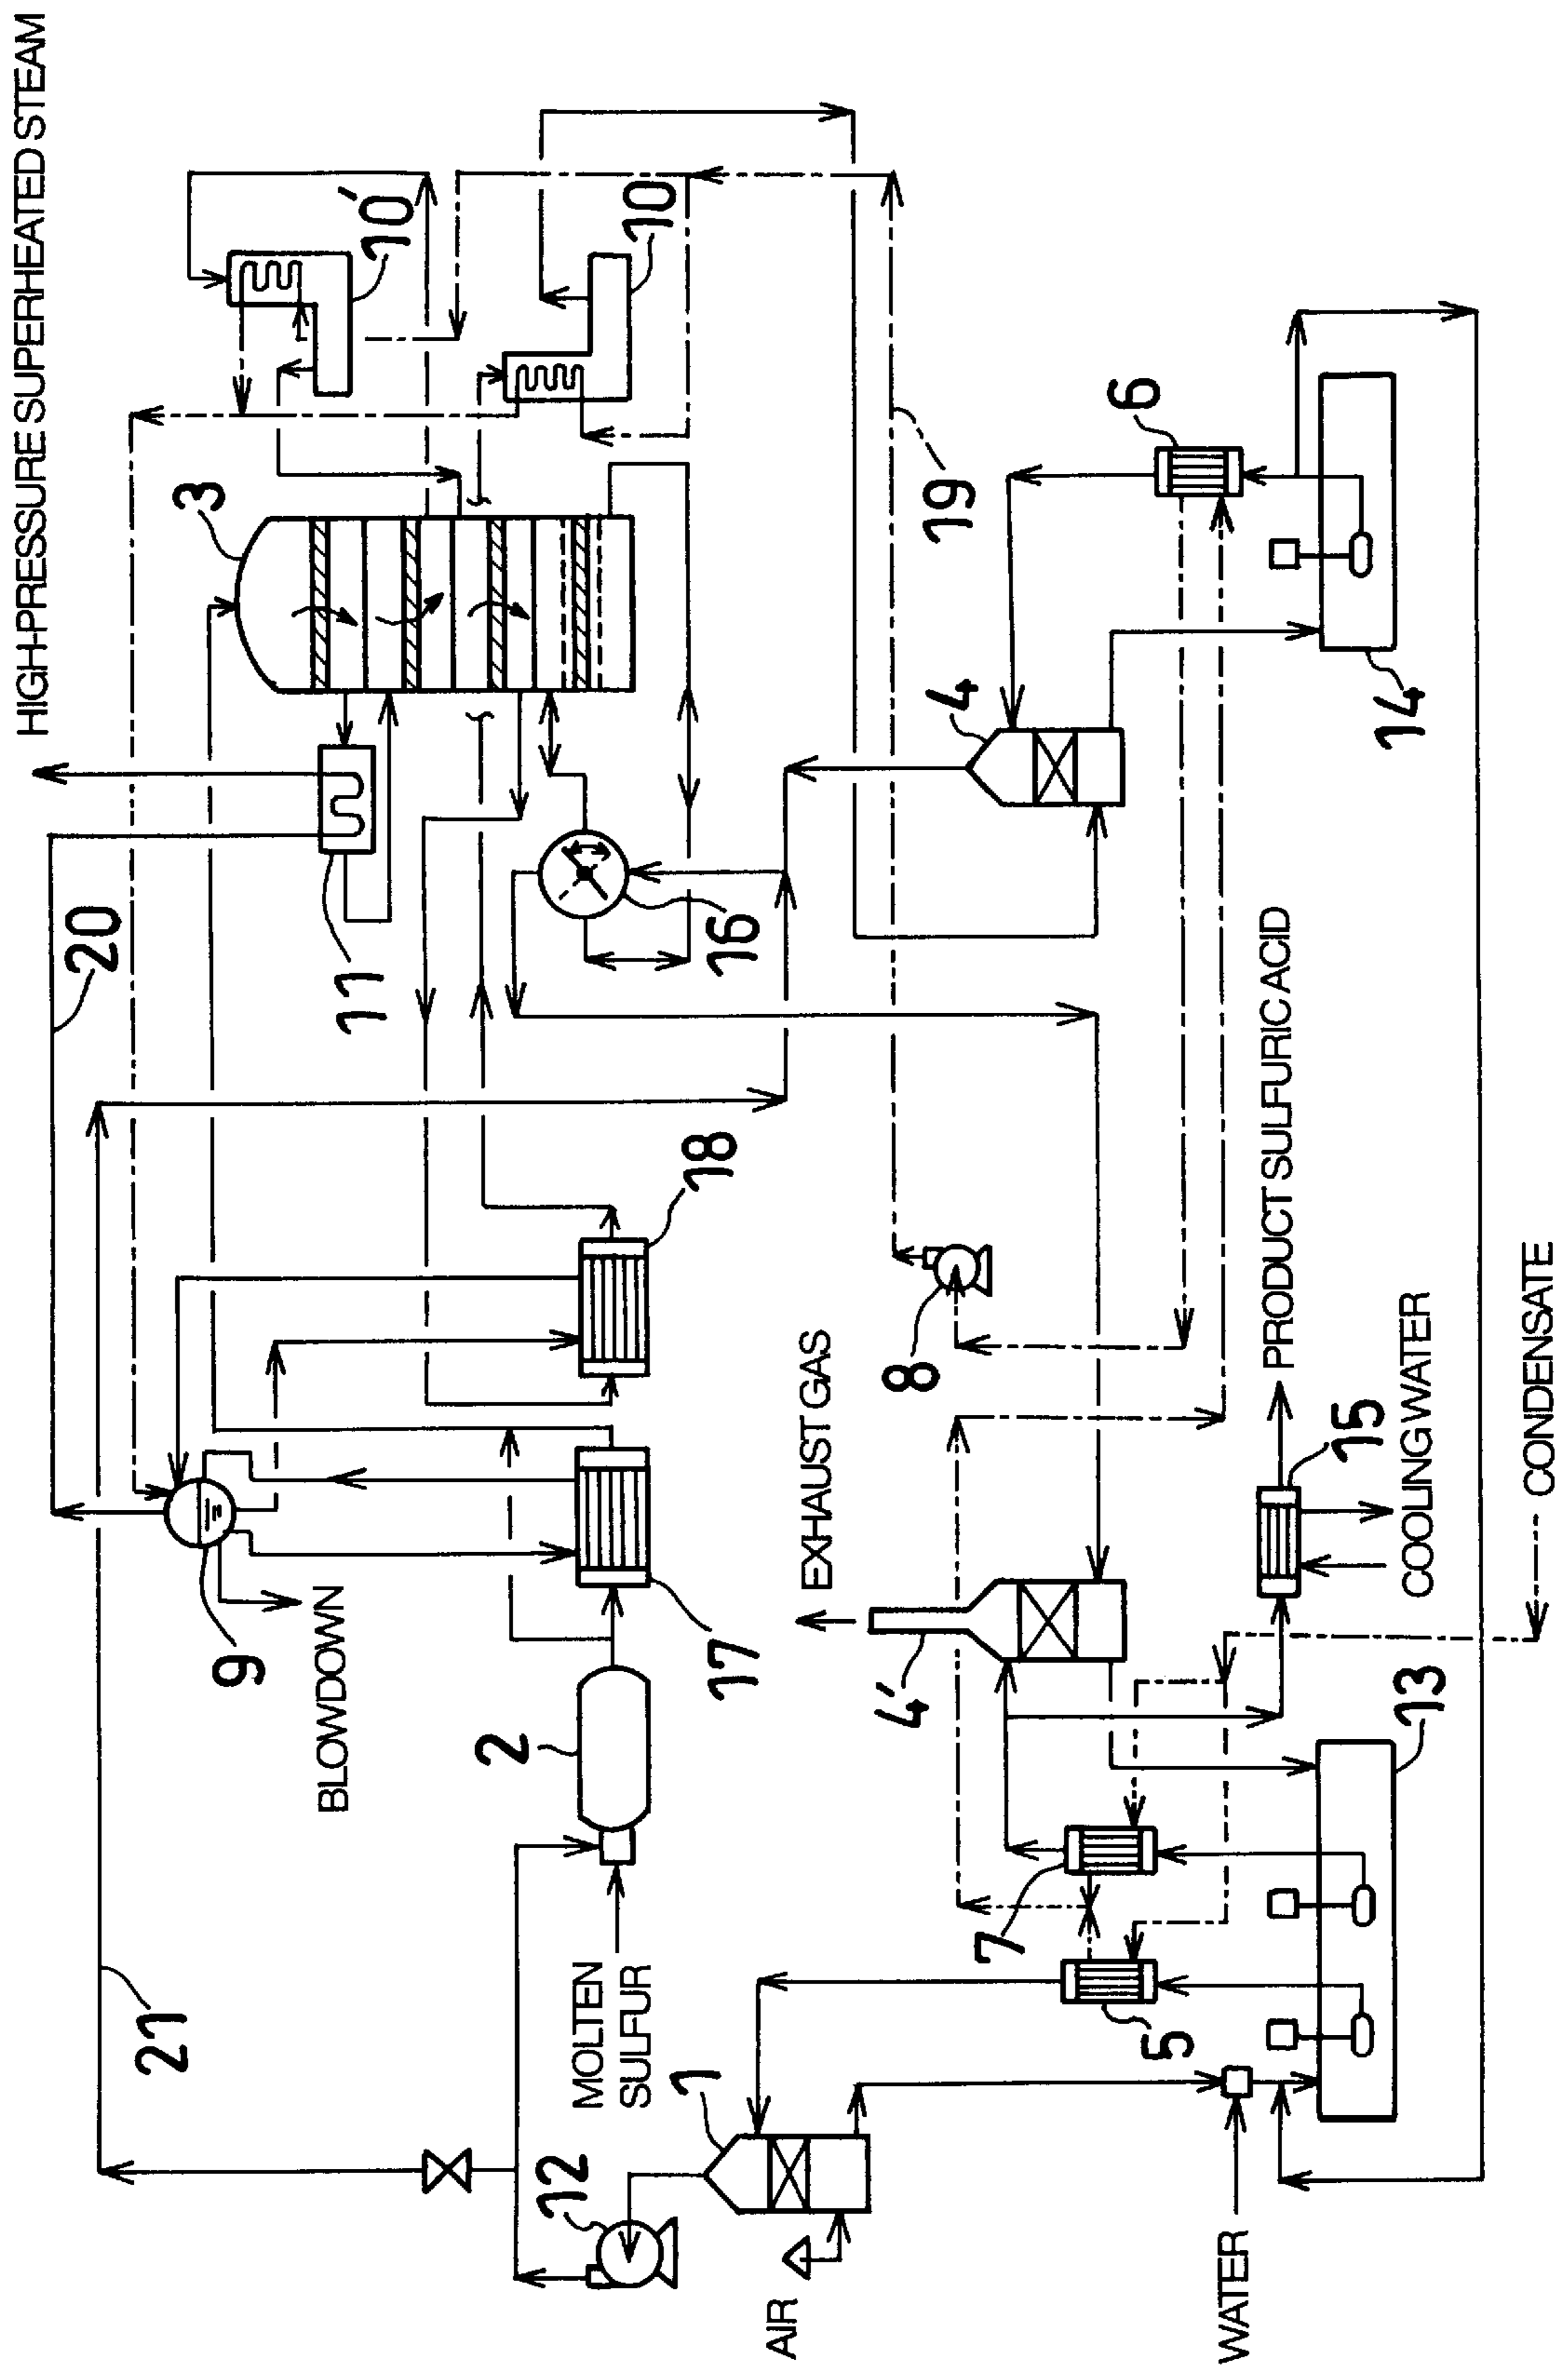 HIGH-PRESSURE SUPERHEATED STEAM
20
3
10'
11
10
9
BLOWDOWN
18
16
19
21
2
17
MOLTEN
SULFUR
12
1
AIR
EXHAUST GAS
8
4
6
4'
7
5
14
PRODUCT SULFURIC ACID
15
COOLING WATER
13
WATER
CONDENSATE